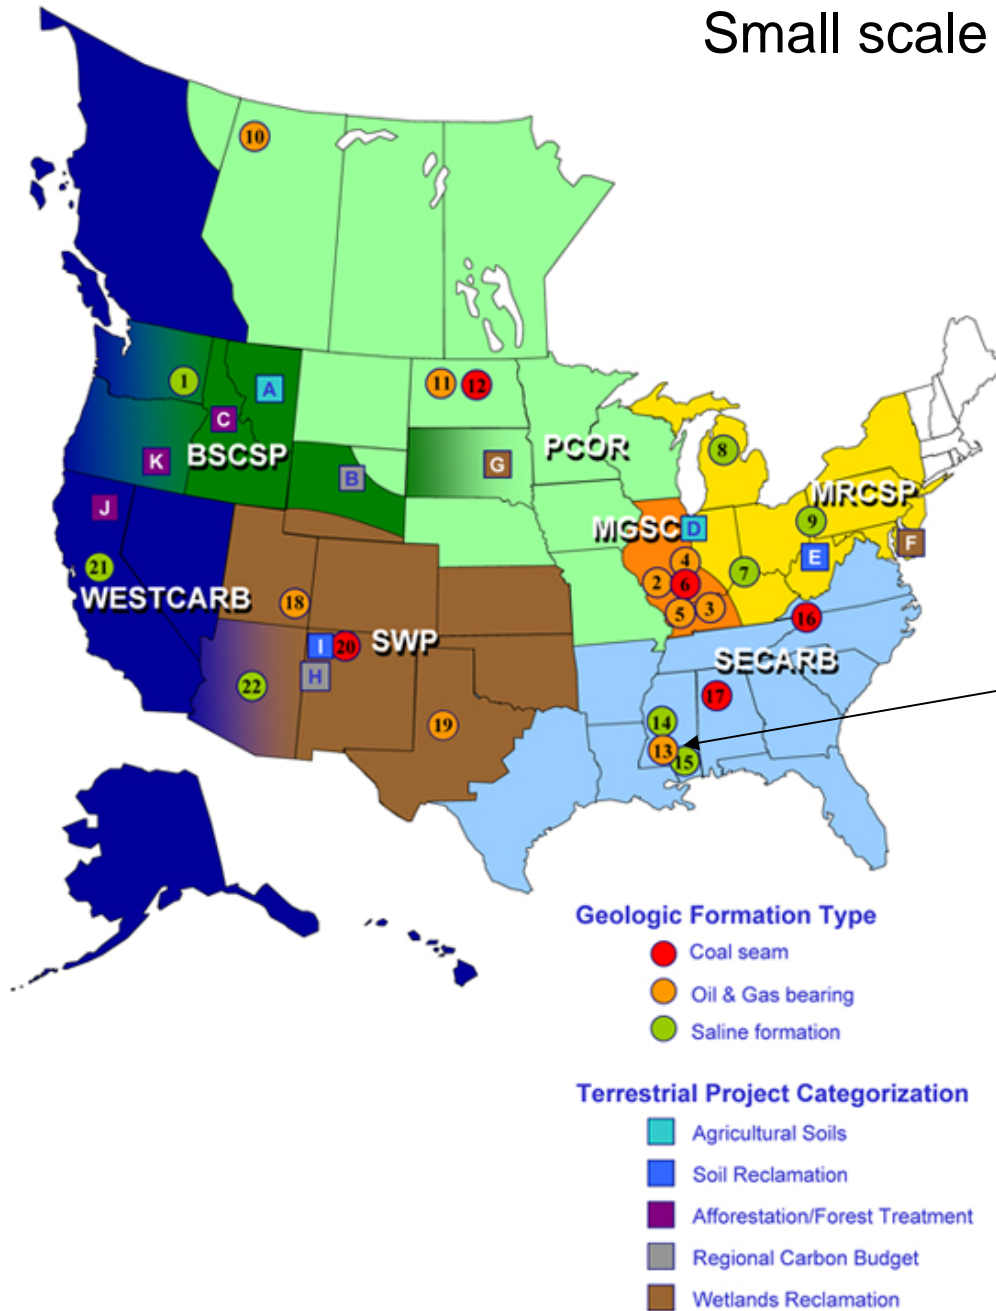 Small scale
10
1
A
11
12
C
BSCSP
K
B
G
PCOR
8
J
MRCSP
9
MGSC
D
E
F
21
4
7
2
6
WESTCARB
18
5
3
16
I
20
SWP
H
SECARB
22
17
14
19
13
15
Geologic Formation Type
Coal seam
Oil & Gas bearing
Saline formation
Terrestrial Project Categorization
Agricultural Soils
Soil Reclamation
Afforestation/Forest Treatment
Regional Carbon Budget
Wetlands Reclamation